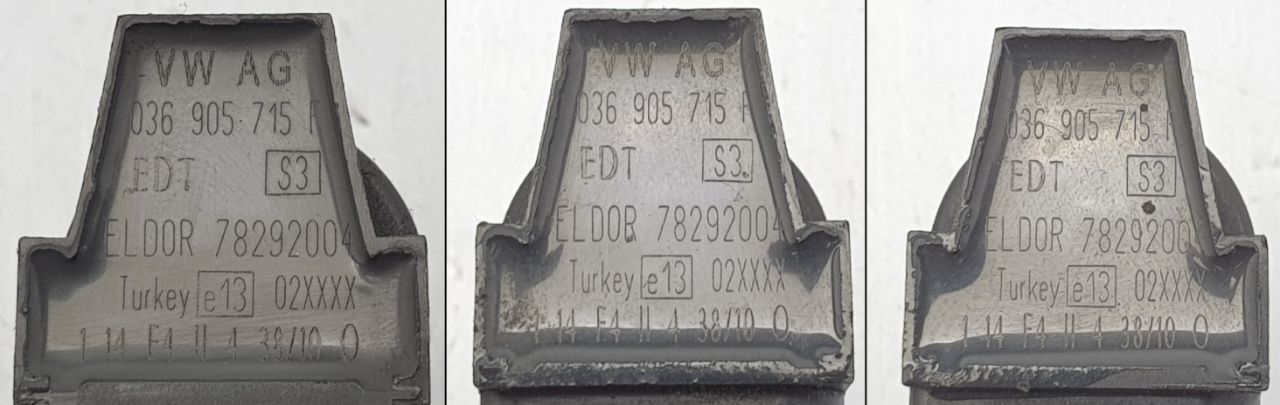 VW AG
036 905 715 F
EDT S3
ELDOR 78292004
Turkey e13 02XXXX
1 14 F4 II 4 38/10 O
VW AG
036 905 715 F
EDT S3
ELDOR 78292004
Turkey e13 02XXXX
1 14 F4 II 4 38/10 O
VW AG
036 905 715 F
EDT S3
ELDOR 7829200
Turkey e13 02XXXX
1 14 F4 II 4 38/10 O